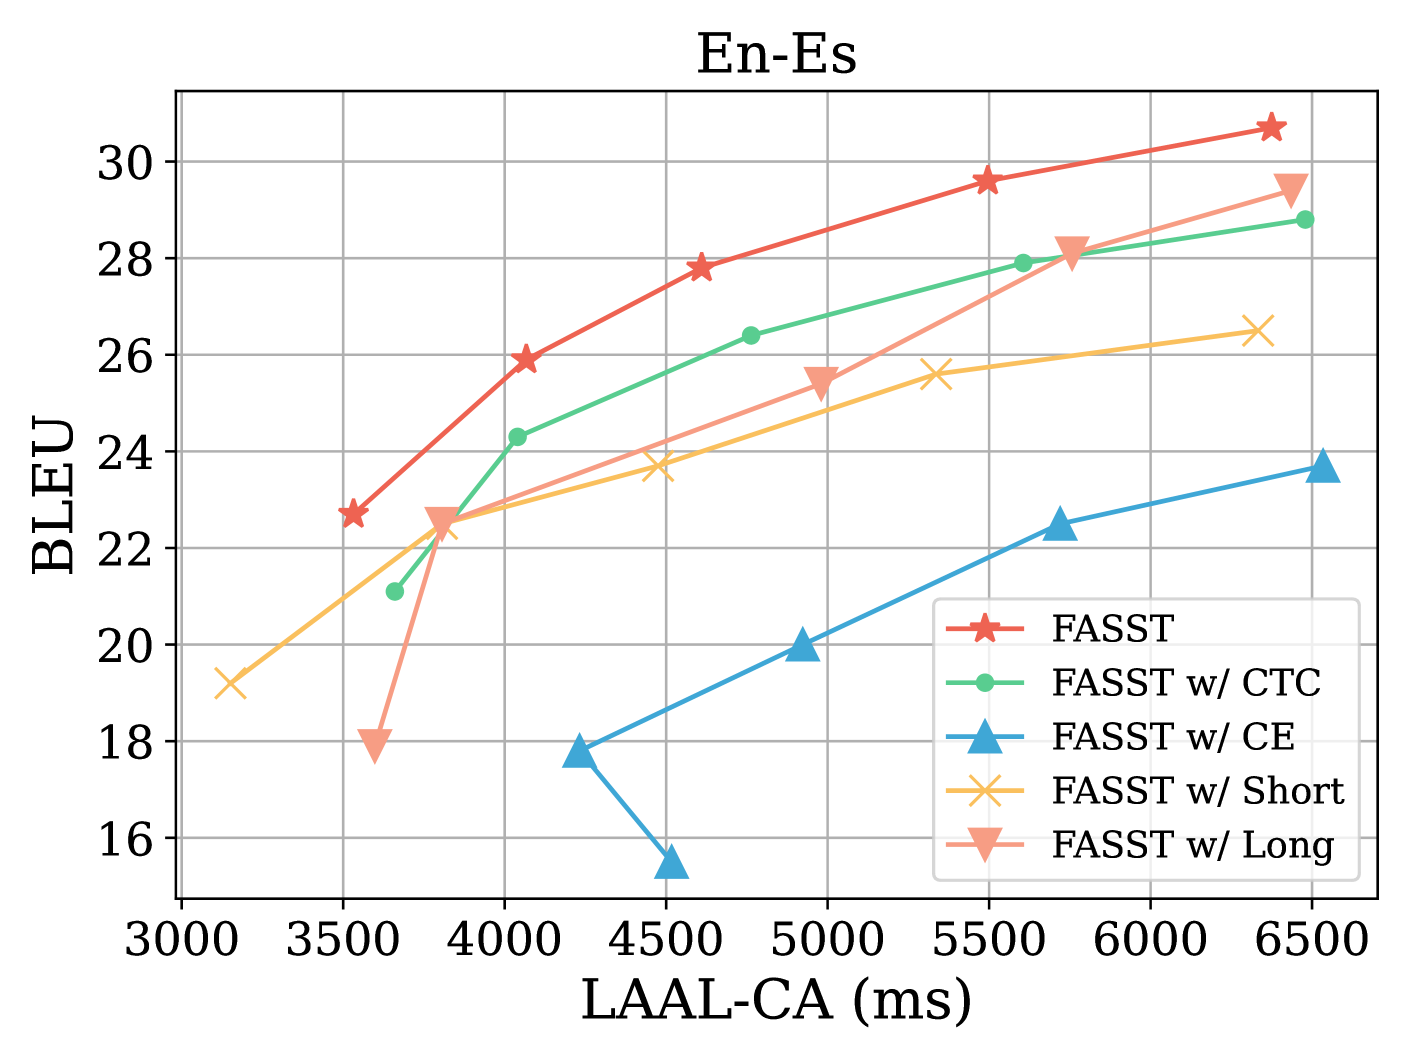 En-Es
BLEU
30
28
26
24
22
20
18
16
FASST
FASST w/ CTC
FASST w/ CE
FASST w/ Short
FASST w/ Long
3000 3500 4000 4500 5000 5500 6000 6500
LAAL-CA (ms)